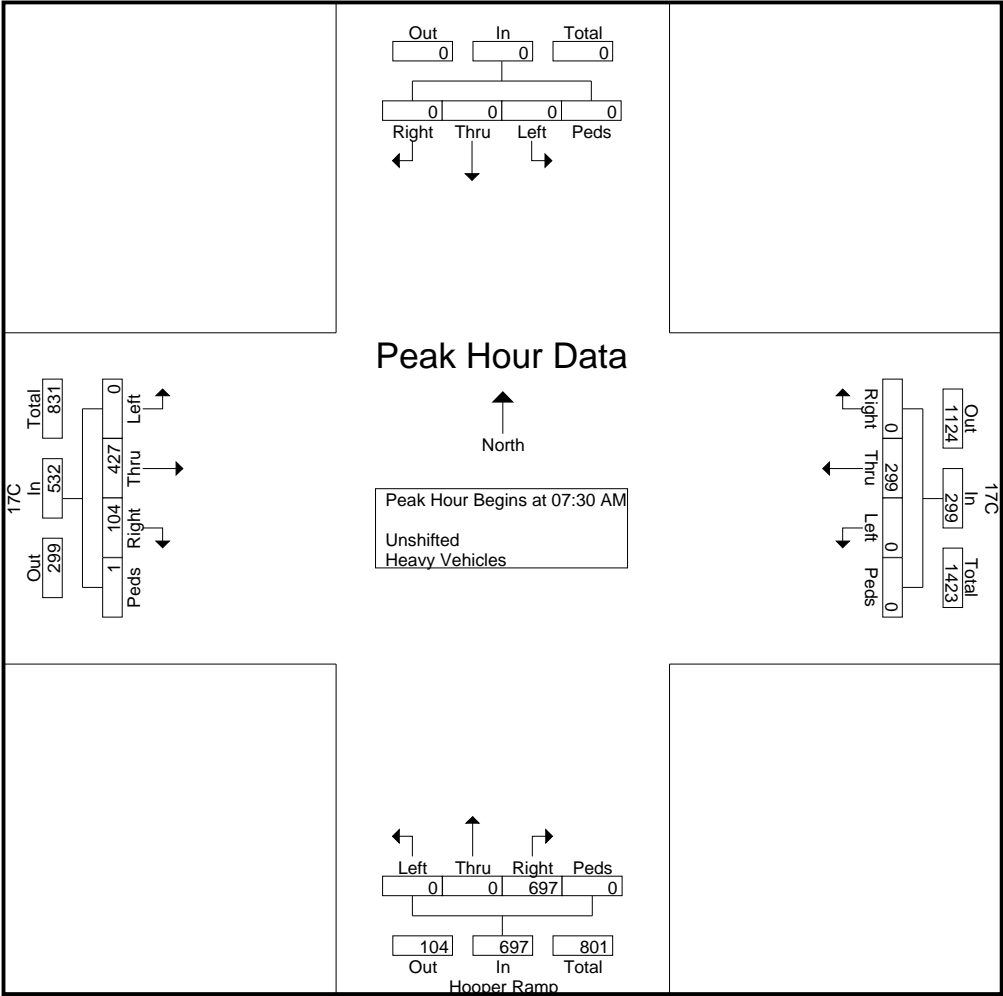 Out In Total
0 0 0
0 0 0 0
Right Thru Left Peds
Peak Hour Data
North
Peak Hour Begins at 07:30 AM
Unshifted
Heavy Vehicles
17C
Total In Out
831 532 299
0 427 104 1
Left Thru Right Peds
Right Thru Left Peds
0 299 0 0
1124 299 1423
Out In Total
17C
Left Thru Right Peds
0 0 697 0
104 697 801
Out In Total
Hooper Ramp